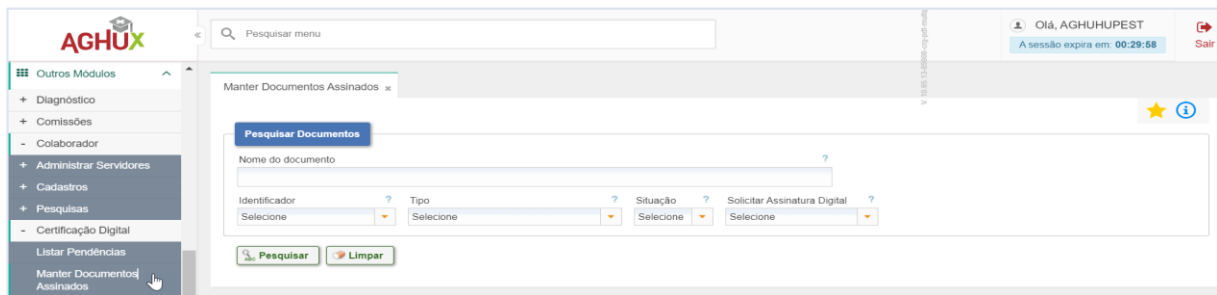 AGHUX
«
Pesquisar menu
Olá, AGHUHUPEST
A sessão expira em: 00:29:58
Sair
Outros Módulos
+ Diagnóstico
+ Comissões
- Colaborador
+ Administrar Servidores
+ Cadastros
+ Pesquisas
- Certificação Digital
Listar Pendências
Manter Documentos
Assinados
Manter Documentos Assinados
Pesquisar Documentos
Nome do documento ?
Identificador ? Tipo ? Situação ? Solicitar Assinatura Digital ?
Selecione Selecione Selecione Selecione
Pesquisar Limpar